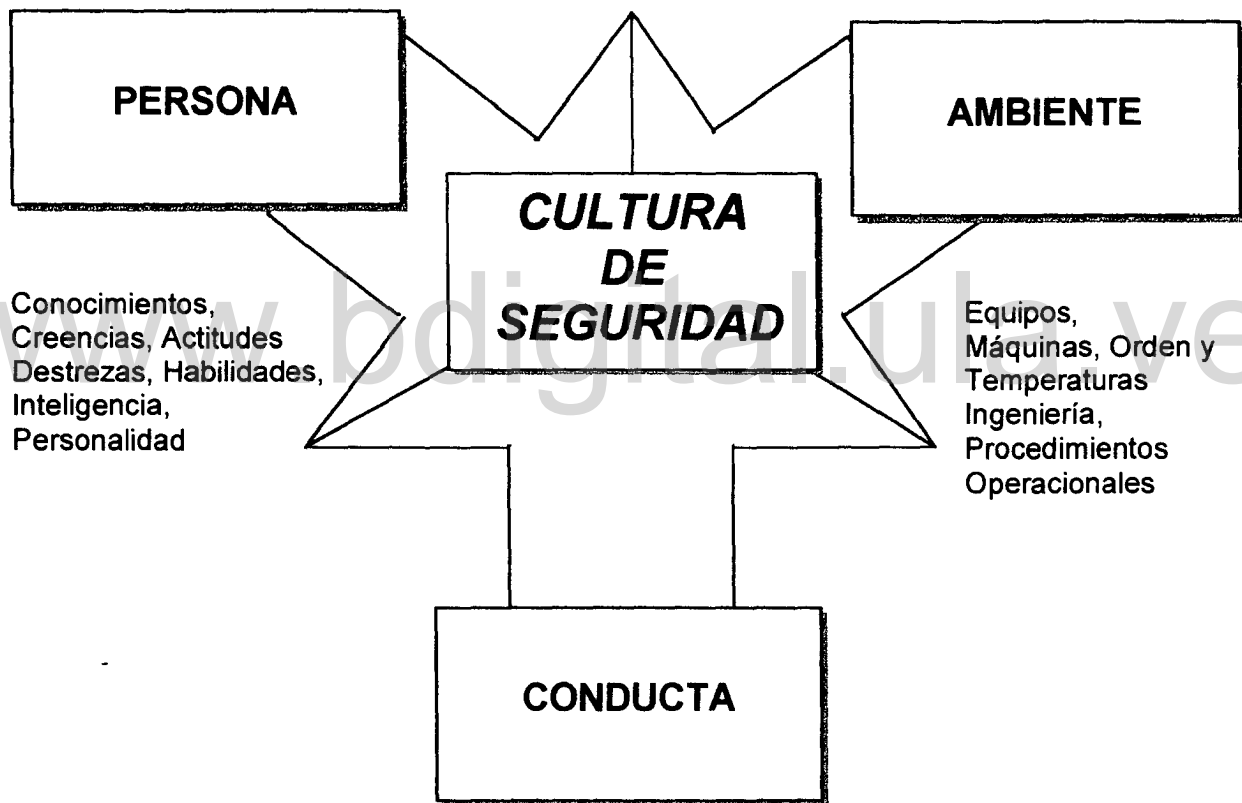 PERSONA
AMBIENTE
CULTURA
DE
SEGURIDAD
Conocimientos,
Creencias, Actitudes
Destrezas, Habilidades,
Inteligencia,
Personalidad
Equipos,
Máquinas, Orden y
Temperaturas
Ingeniería,
Procedimientos
Operacionales
CONDUCTA
www.bdigital.ula.ve